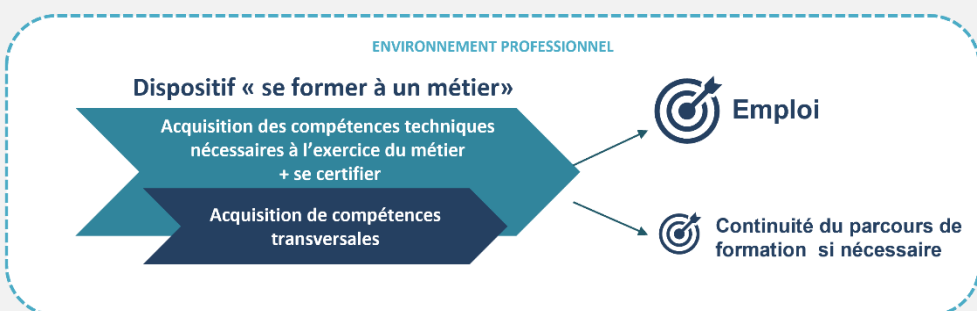 ENVIRONNEMENT PROFESSIONNEL
Dispositif « se former à un métier»
Acquisition des compétences techniques
nécessaires à l'exercice du métier
+ se certifier
Acquisition de compétences
transversales
Emploi
Continuité du parcours de
formation si nécessaire